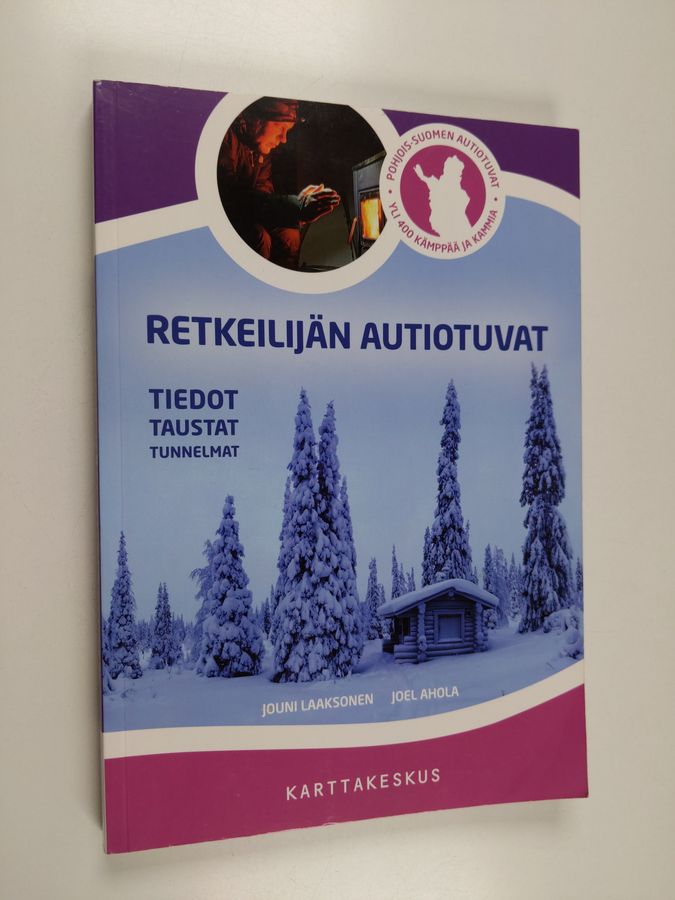 POHJOIS-SUOMEN AUTIOTUVAT
YLI 400 KÄMPPÄÄ JA KAMMIA
RETKEILIJÄN AUTIOTUVAT
TIEDOT
TAUSTAT
TUNNELMAT
JOUNI LAAKSONEN JOEL AHOLA
KARTTAKESKUS